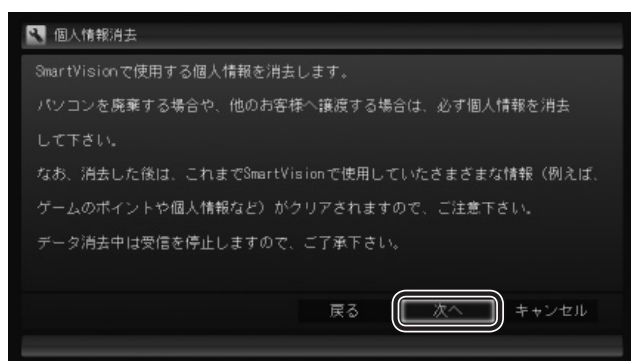 個人情報消去
SmartVisionで使用する個人情報を消去します。
パソコンを廃棄する場合や、他のお客様へ譲渡する場合は、必ず個人情報を消去
して下さい。
なお、消去した後は、これまでSmartVisionで使用していたさまざまな情報（例えば、
ゲームのポイントや個人情報など）がクリアされますので、ご注意下さい。
データ消去中は受信を停止しますので、ご了承下さい。
戻る 次へ キャンセル